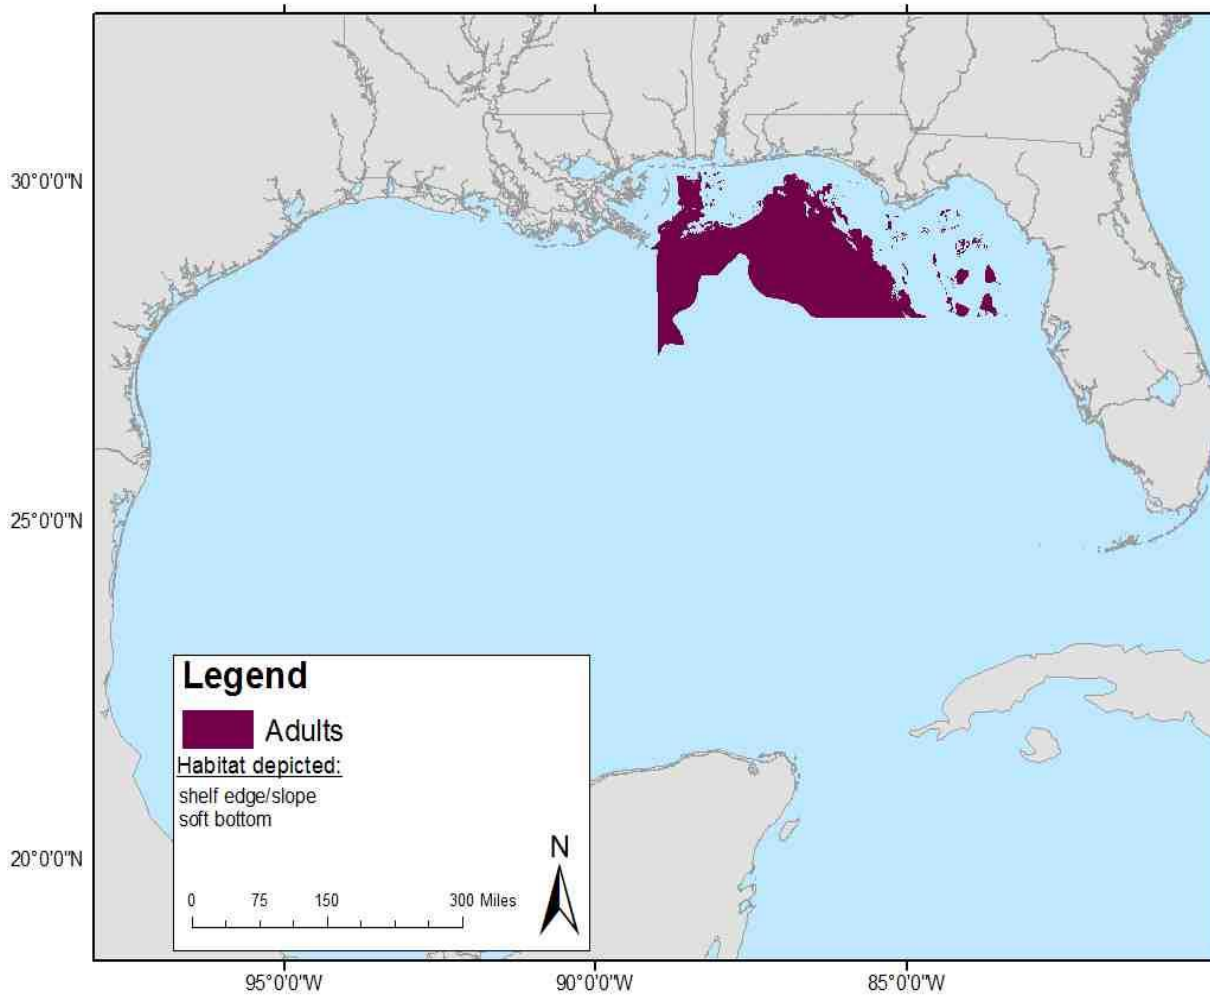 30°0'0"N
25°0'0"N
20°0'0"N
Legend
Adults
Habitat depicted:
shelf edge/slope
soft bottom
N
0 75 150 300 Miles
95°0'0"W 90°0'0"W 85°0'0"W